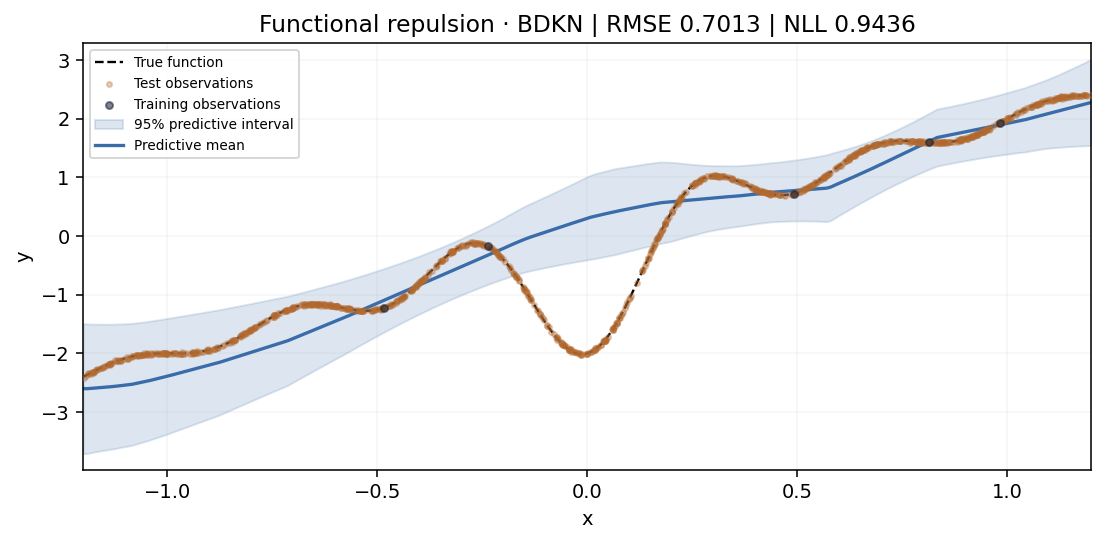 Functional repulsion · BDKN | RMSE 0.7013 | NLL 0.9436
True function
Test observations
Training observations
95% predictive interval
Predictive mean
3
2
1
0
−1
−2
−3
y
−1.0
−0.5
0.0
0.5
1.0
x